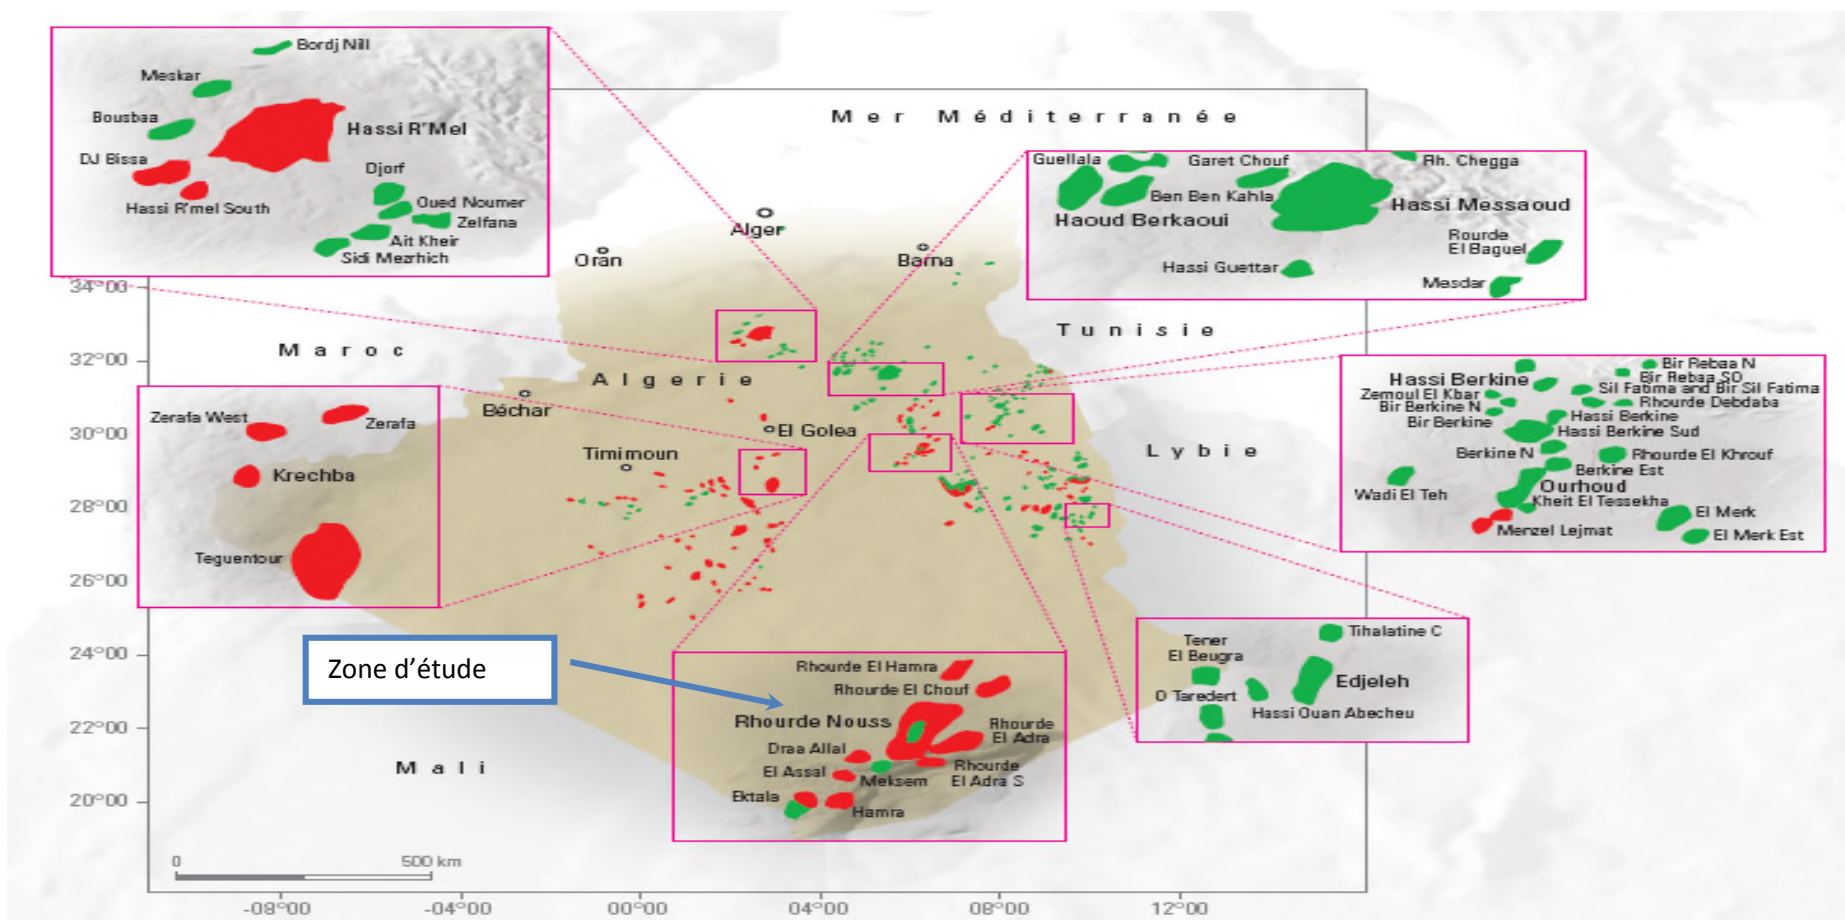 Bordj Nill
Meskar
Bousbaa
Hassi R'Mel
DJ Bissa
Djorf
Hassi R'mel South
Oued Noumer
Zelfana
Ait Kheir
Sidi Mezrhich
Mer Méditerranée
Guellala
Garet Chouf
Rh. Chegga
Ben Ben Kahla
Haoud Berkaoui
Hassi Messaoud
Rourde
El Baguel
Hassi Guettar
Mesdar
Alger
Oran
Barna
34°00
32°00
30°00
28°00
26°00
24°00
22°00
20°00
Maroc
Algerie
Tunisie
Lybie
Mali
Béchar
El Golea
Timimoun
Zerafa West
Zerafa
Krechba
Teguentour
Bir Rebaa N
Hassi Berkine
Bir Rebaa SO
Sil Fatima and Bir Sil Fatima
Zemoul El Kbar
Rhourde Debdaba
Bir Berkine N
Hassi Berkine
Bir Berkine
Hassi Berkine Sud
Berkine N
Rhourde El Khrouf
Berkine Est
Wadi El Teh
Ourhoud
Kheit El Tessekha
El Merk
Menzel Lejmat
El Merk Est
Zone d'étude
Rhourde El Hamra
Rhourde El Chouf
Rhourde Nouss
Rhourde
El Adra
Draa Allal
El Assal
Meksem
Rhourde
El Adra S
Ektala
Hamra
Tihalatine C
Tener
El Beugra
Edjeleh
O Taredert
Hassi Ouan Abecheu
0
500 km
-08°00
-04°00
00°00
04°00
08°00
12°00